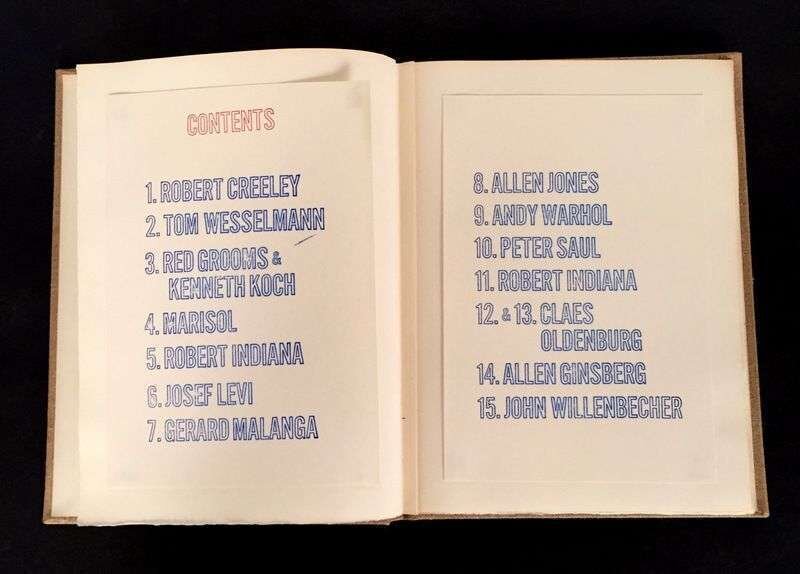 CONTENTS
1. ROBERT CREELEY
2. TOM WESSELMANN
3. RED GROOMS &
KENNETH KOCH
4. MARISOL
5. ROBERT INDIANA
6. JOSEF LEVI
7. GERARD MALANGA
8. ALLEN JONES
9. ANDY WARHOL
10. PETER SAUL
11. ROBERT INDIANA
12. & 13. CLAES
OLDENBURG
14. ALLEN GINSBERG
15. JOHN WILLENBECHER